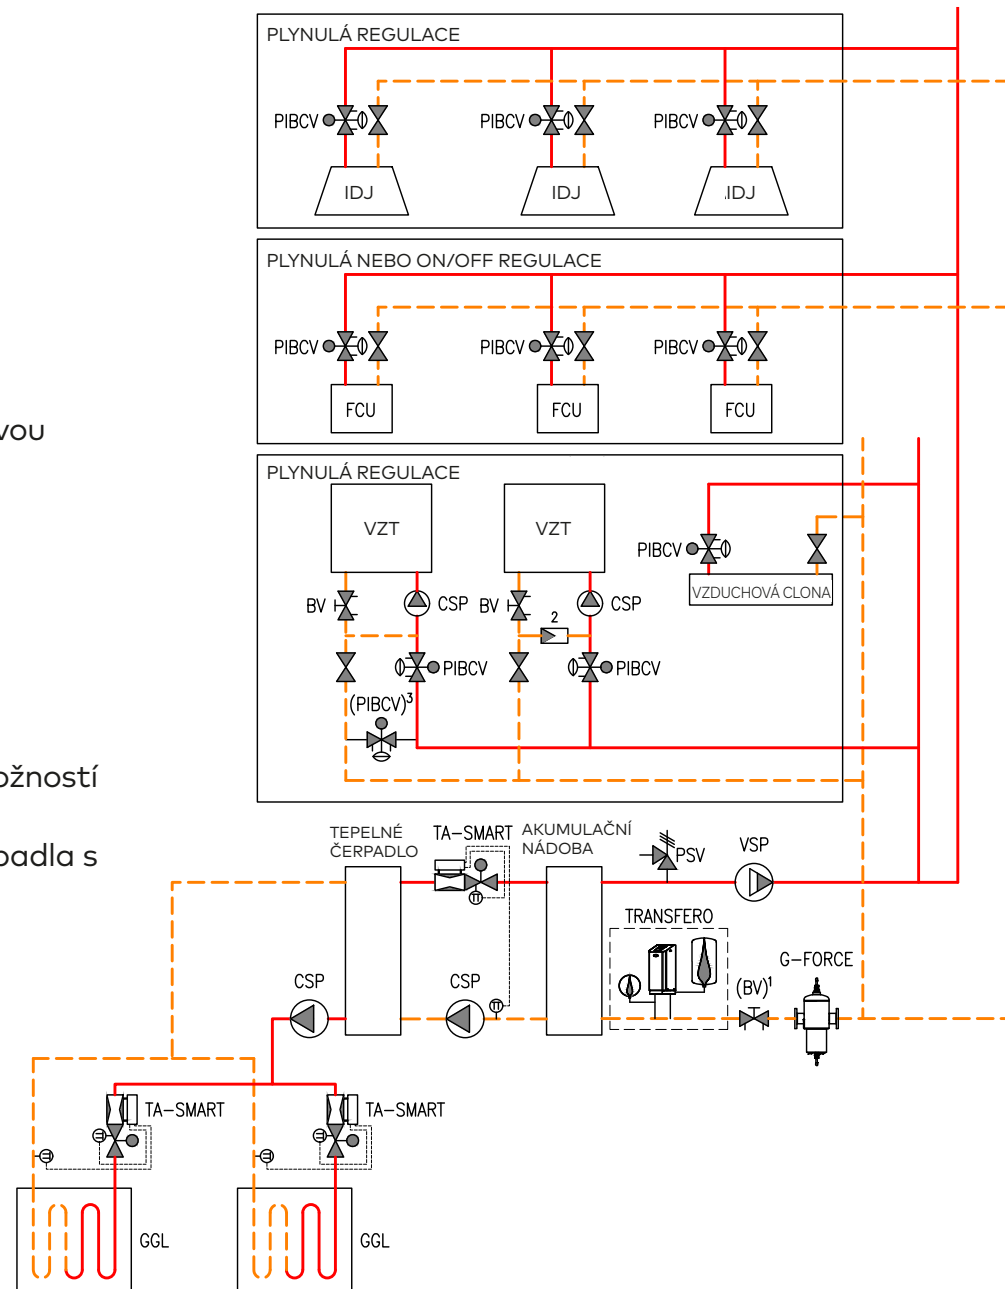 PLYNULÁ REGULACE
PIBCV PIBCV PIBCV
IDJ IDJ IDJ
PLYNULÁ NEBO ON/OFF REGULACE
PIBCV PIBCV PIBCV
FCU FCU FCU
vou
PLYNULÁ REGULACE
VZT VZT
PIBCV
VZDUCHOVÁ CLONA
BV CSP BV CSP
2
PIBCV PIBCV
(PIBCV)³
ožností
padla s
TEPELNÉ
ČERPADLO
TA-SMART
AKUMULAČNÍ
NÁDOBA
PSV
VSP
TRANSFERO
G-FORCE
CSP CSP
(BV)¹
TA-SMART TA-SMART
GGL GGL